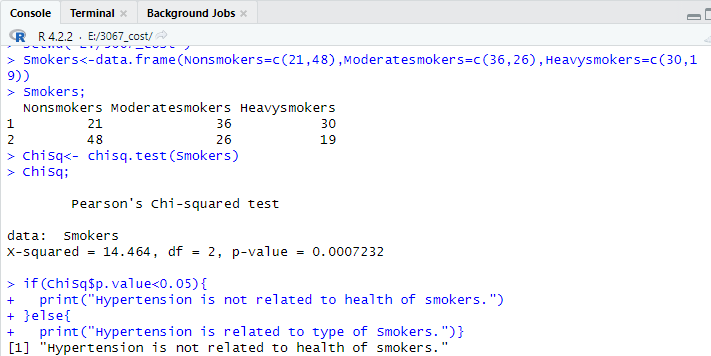 Console Terminal × Background Jobs ×
R 4.2.2 · E:/3067_cost/
> Smokers<-data.frame(Nonsmokers=c(21,48),Moderatesmokers=c(36,26),Heavysmokers=c(30,1
9))
> Smokers;
  Nonsmokers Moderatesmokers Heavysmokers
1         21              36           30
2         48              26           19
> ChiSq<- chisq.test(Smokers)
> ChiSq;
        Pearson's Chi-squared test
data:  Smokers
X-squared = 14.464, df = 2, p-value = 0.0007232
> if(ChiSq$p.value<0.05){
+   print("Hypertension is not related to health of smokers.")
+ }else{
+   print("Hypertension is related to type of Smokers.")}
[1] "Hypertension is not related to health of smokers."